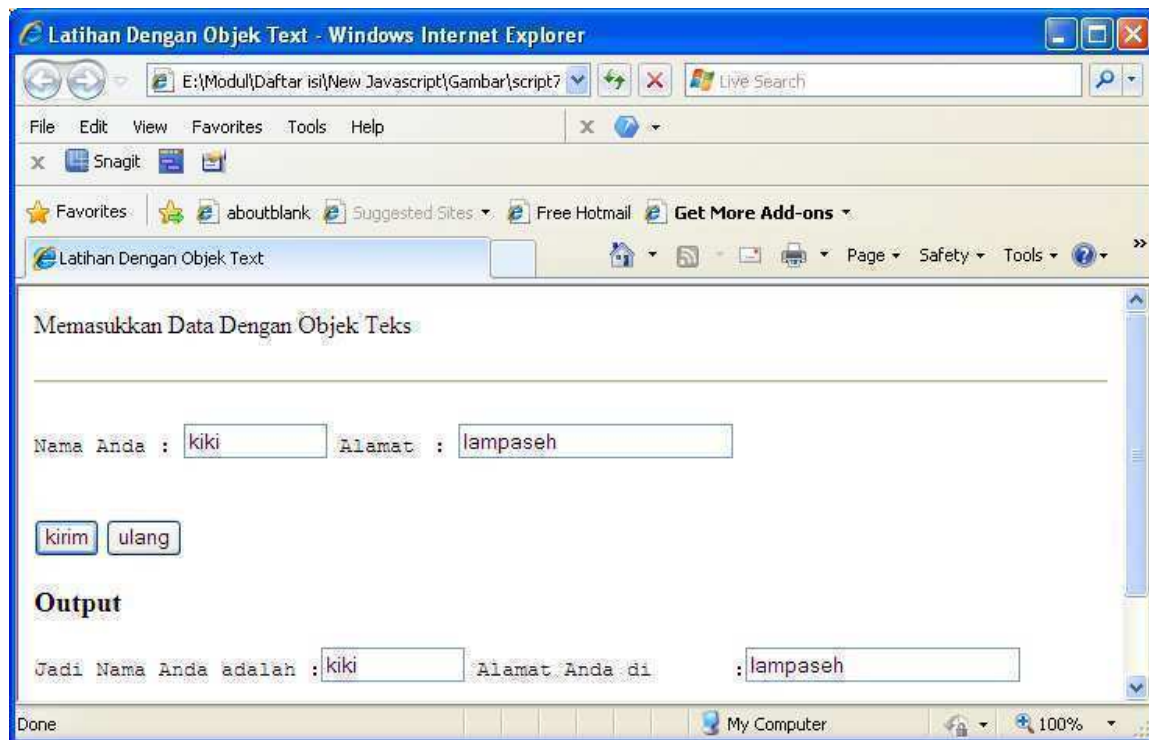 Latihan Dengan Objek Text - Windows Internet Explorer
E:\Modul\Daftar isi\New Javascript\Gambar\script7 Live Search
File Edit View Favorites Tools Help
x Snagit
Favorites aboutblank Suggested Sites Free Hotmail Get More Add-ons
Latihan Dengan Objek Text Page Safety Tools
Memasukkan Data Dengan Objek Teks
Nama Anda : kiki Alamat : lampaseh
kirim ulang
Output
Jadi Nama Anda adalah :kiki Alamat Anda di :lampaseh
Done My Computer 100%